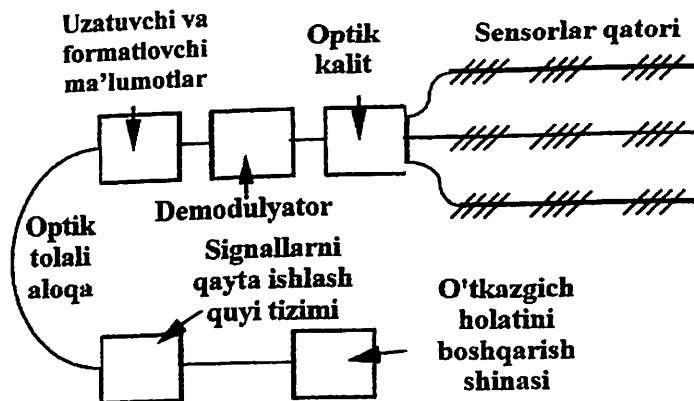 Uzatuvchi va
formatlovchi
ma'lumotlar
Optik
kalit
Sensorlar qatori
Demodulyator
Optik
tolali
aloqa
Signallarni
qayta ishlash
quyi tizimi
O'tkazgich
holatini
boshqarish
shinasi